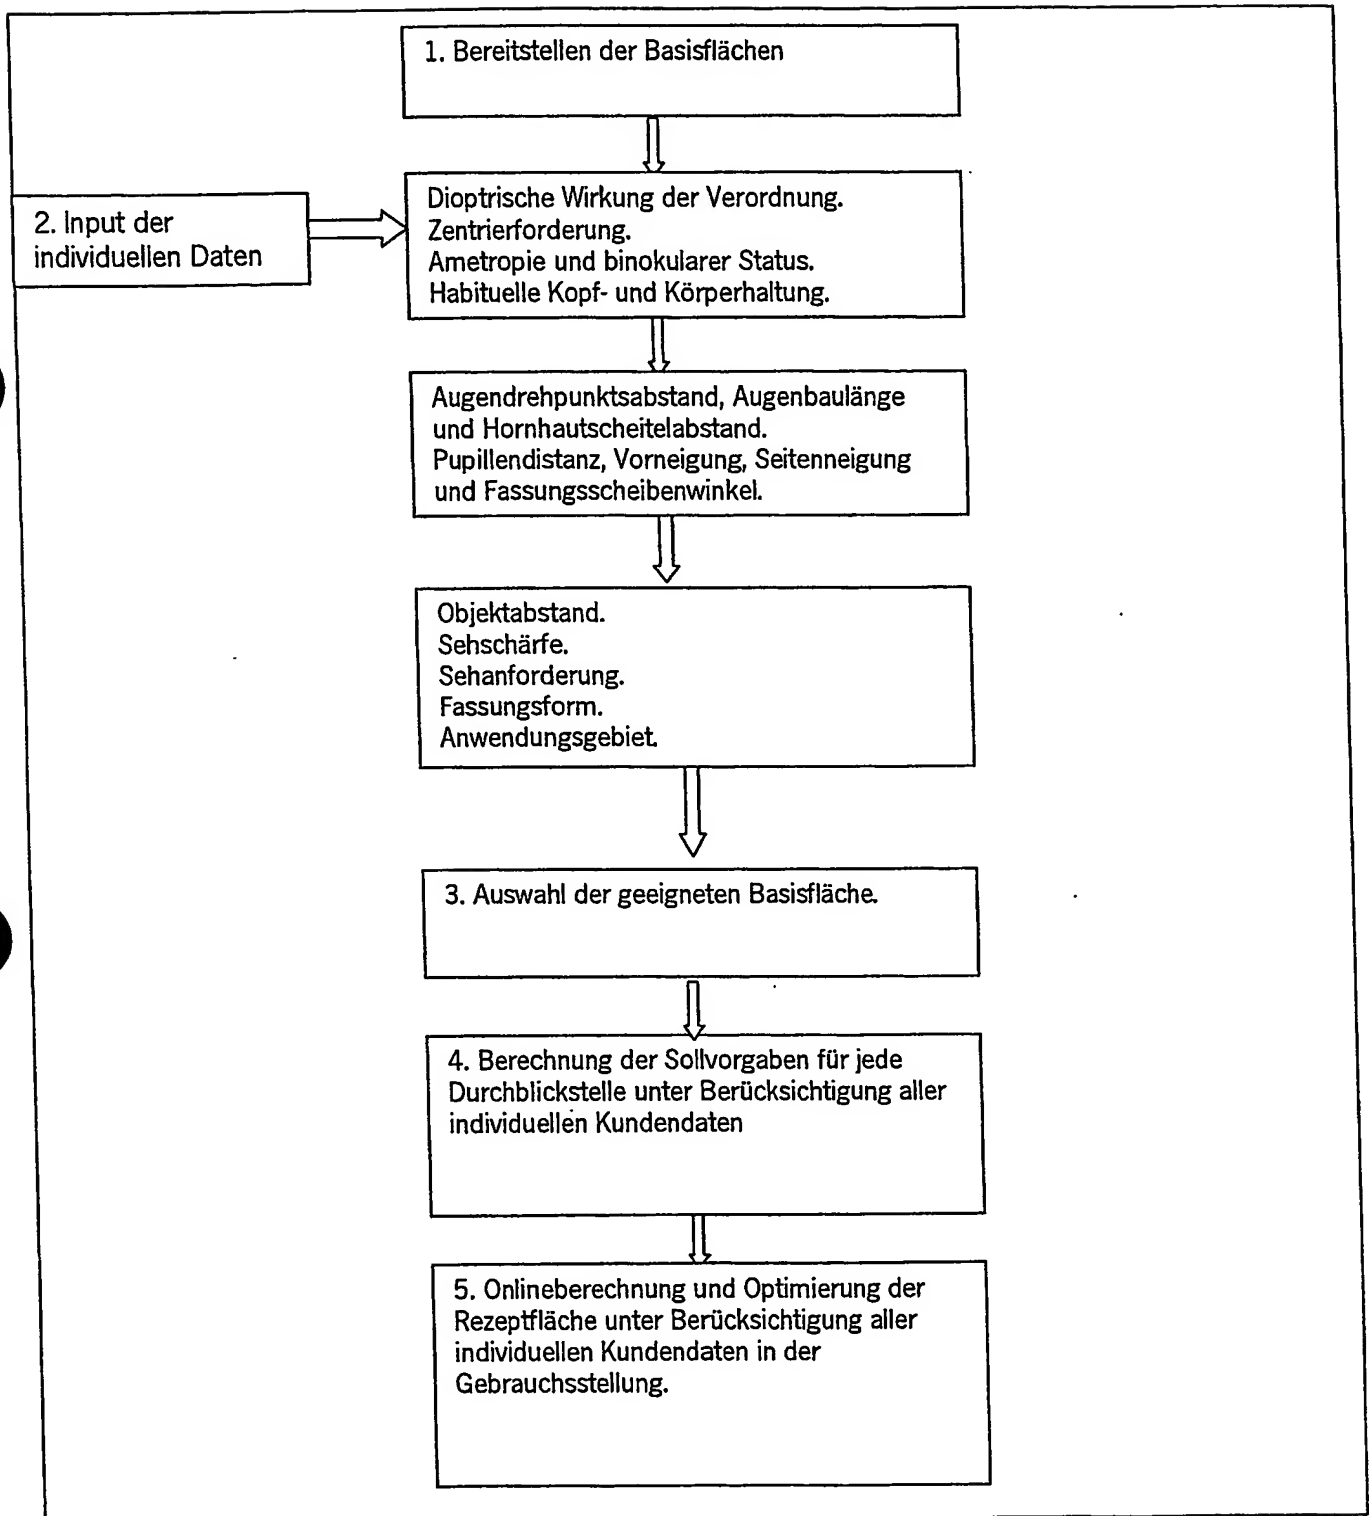 1. Bereitstellen der Basisflächen
2. Input der
individuellen Daten
Dioptrische Wirkung der Verordnung.
Zentrierforderung.
Ametropie und binokularer Status.
Habituelle Kopf- und Körperhaltung.
Augendrehpunktsabstand, Augenbaulänge
und Hornhautscheitelabstand.
Pupillendistanz, Vorneigung, Seitenneigung
und Fassungsscheibenwinkel.
Objektabstand.
Sehschärfe.
Sehanforderung.
Fassungsform.
Anwendungsgebiet.
3. Auswahl der geeigneten Basisfläche.
4. Berechnung der Sollvorgaben für jede
Durchblickstelle unter Berücksichtigung aller
individuellen Kundendaten
5. Onlineberechnung und Optimierung der
Rezeptfläche unter Berücksichtigung aller
individuellen Kundendaten in der
Gebrauchsstellung.